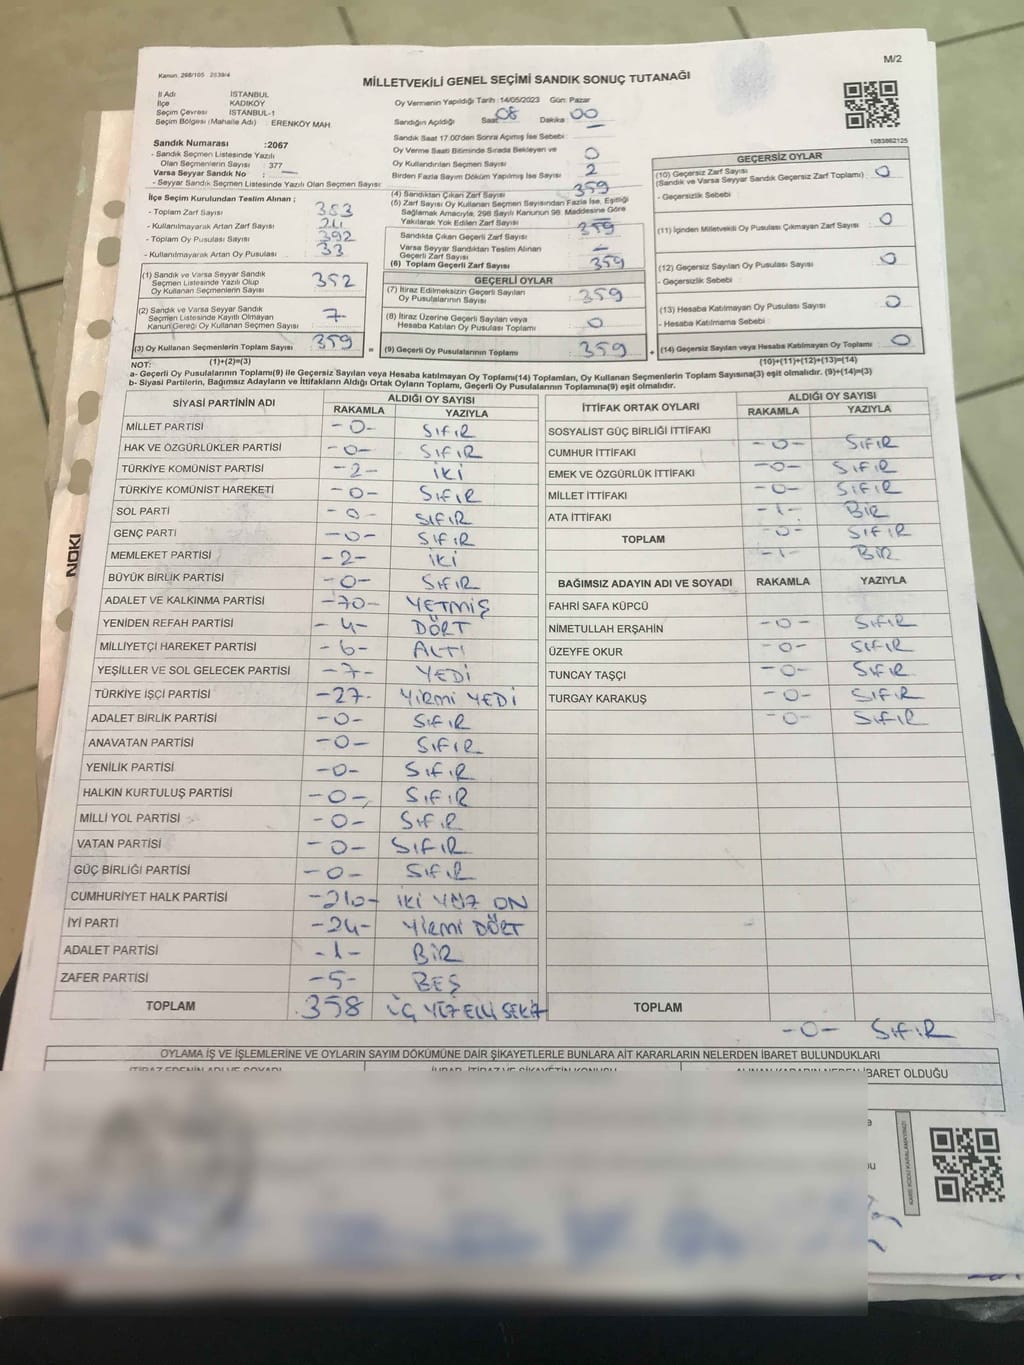 M/2
Kanun, 298/105 2839/4
MİLLETVEKİLİ GENEL SEÇİMİ SANDIK SONUÇ TUTANAĞI
İl Adı İSTANBUL
İlçe KADIKÖY
Seçim Çevresi İSTANBUL-1
Seçim Bölgesi (Mahalle Adı) ERENKÖY MAH.
Sandık Numarası :2067
- Sandık Seçmen Listesinde Yazılı
Olan Seçmenlerin Sayısı : 377
Varsa Seyyar Sandık No : —
- Seyyar Sandık Seçmen Listesinde Yazılı Olan Seçmen Sayısı
İlçe Seçim Kurulundan Teslim Alınan ;
- Toplam Zarf Sayısı 383
- Kullanılmayarak Artan Zarf Sayısı 24
- Toplam Oy Pusulası Sayısı 392
- Kullanılmayarak Artan Oy Pusulası 33
(1) Sandık ve Varsa Seyyar Sandık
Seçmen Listesinde Yazılı Olup
Oy Kullanan Seçmenlerin Sayısı 352
(2) Sandık ve Varsa Seyyar Sandık
Seçmen Listesinde Kayıtlı Olmayan
Kanun Gereği Oy Kullanan Seçmen Sayısı 7
(3) Oy Kullanan Seçmenlerin Toplam Sayısı 359
(1)+(2)=(3)
Oy Vermenin Yapıldığı Tarih :14/05/2023 Gün: Pazar
Sandığın Açıldığı Saat 08 Dakika 00
Sandık Saat 17.00'den Sonra Açılmış İse Sebebi :
Oy Verme Saati Bitiminde Sırada Bekleyen ve
Oy Kullandırılan Seçmen Sayısı 0
Birden Fazla Sayım Döküm Yapılmış İse Sayısı 2
(4) Sandıktan Çıkan Zarf Sayısı 359
(5) Zarf Sayısı Oy Kullanan Seçmen Sayısından Fazla İse, Eşitliği
Sağlamak Amacıyla, 298 Sayılı Kanunun 98. Maddesine Göre
Yakılarak Yok Edilen Zarf Sayısı —
Sandıkta Çıkan Geçerli Zarf Sayısı 359
Varsa Seyyar Sandıktan Teslim Alınan
Geçerli Zarf Sayısı —
(6) Toplam Geçerli Zarf Sayısı 359
GEÇERLİ OYLAR
(7) İtiraz Edilmeksizin Geçerli Sayılan
Oy Pusulalarının Sayısı 359
(8) İtiraz Üzerine Geçerli Sayılan veya
Hesaba Katılan Oy Pusulası Toplamı 0
= (9) Geçerli Oy Pusulalarının Toplamı 359
1083862125
GEÇERSİZ OYLAR
(10) Geçersiz Zarf Sayısı 0
(Sandık ve Varsa Seyyar Sandık Geçersiz Zarf Toplamı)
- Geçersizlik Sebebi :
(11) İçinden Milletvekili Oy Pusulası Çıkmayan Zarf Sayısı 0
(12) Geçersiz Sayılan Oy Pusulası Sayısı 0
- Geçersizlik Sebebi
(13) Hesaba Katılmayan Oy Pusulası Sayısı 0
- Hesaba Katılmama Sebebi :
+ (14) Geçersiz Sayılan veya Hesaba Katılmayan Oy Toplamı 0
(10)+(11)+(12)+(13)=(14)
NOT:
a- Geçerli Oy Pusulalarının Toplamı(9) ile Geçersiz Sayılan veya Hesaba katılmayan Oy Toplamı(14) Toplamları, Oy Kullanan Seçmenlerin Toplam Sayısına(3) eşit olmalıdır. (9)+(14)=(3)
b- Siyasi Partilerin, Bağımsız Adayların ve İttifakların Aldığı Ortak Oyların Toplamı, Geçerli Oy Pusulalarının Toplamına(9) eşit olmalıdır.
SİYASİ PARTİNİN ADI ALDIĞI OY SAYISI
RAKAMLA YAZIYLA
MİLLET PARTİSİ -0- SIFIR
HAK VE ÖZGÜRLÜKLER PARTİSİ -0- SIFIR
TÜRKİYE KOMÜNİST PARTİSİ -2- İKİ
TÜRKİYE KOMÜNİST HAREKETİ -0- SIFIR
SOL PARTİ -0- SIFIR
GENÇ PARTİ -0- SIFIR
MEMLEKET PARTİSİ -2- İKİ
BÜYÜK BİRLİK PARTİSİ -0- SIFIR
ADALET VE KALKINMA PARTİSİ -70- YETMİŞ
YENİDEN REFAH PARTİSİ -4- DÖRT
MİLLİYETÇİ HAREKET PARTİSİ -6- ALTI
YEŞİLLER VE SOL GELECEK PARTİSİ -7- YEDİ
TÜRKİYE İŞÇİ PARTİSİ -27- YİRMİ YEDİ
ADALET BİRLİK PARTİSİ -0- SIFIR
ANAVATAN PARTİSİ -0- SIFIR
YENİLİK PARTİSİ -0- SIFIR
HALKIN KURTULUŞ PARTİSİ -0- SIFIR
MİLLİ YOL PARTİSİ -0- SIFIR
VATAN PARTİSİ -0- SIFIR
GÜÇ BİRLİĞİ PARTİSİ -0- SIFIR
CUMHURİYET HALK PARTİSİ -210- İKİ YÜZ ON
İYİ PARTİ -24- YİRMİ DÖRT
ADALET PARTİSİ -1- BİR
ZAFER PARTİSİ -5- BEŞ
TOPLAM 358 ÜÇ YÜZ ELLİ SEKİZ
İTTİFAK ORTAK OYLARI ALDIĞI OY SAYISI
RAKAMLA YAZIYLA
SOSYALİST GÜÇ BİRLİĞİ İTTİFAKI -0- SIFIR
CUMHUR İTTİFAKI -0- SIFIR
EMEK VE ÖZGÜRLÜK İTTİFAKI -0- SIFIR
MİLLET İTTİFAKI -1- BİR
ATA İTTİFAKI -0- SIFIR
TOPLAM -1- BİR
BAĞIMSIZ ADAYIN ADI VE SOYADI RAKAMLA YAZIYLA
FAHRİ SAFA KÜPCÜ -0- SIFIR
NİMETULLAH ERŞAHİN -0- SIFIR
ÜZEYFE OKUR -0- SIFIR
TUNCAY TAŞÇI -0- SIFIR
TURGAY KARAKUŞ -0- SIFIR
TOPLAM -0- SIFIR
OYLAMA İŞ VE İŞLEMLERİNE VE OYLARIN SAYIM DÖKÜMÜNE DAİR ŞİKAYETLERLE BUNLARA AİT KARARLARIN NELERDEN İBARET BULUNDUKLARI
İBARET OLDUĞU
NOKI